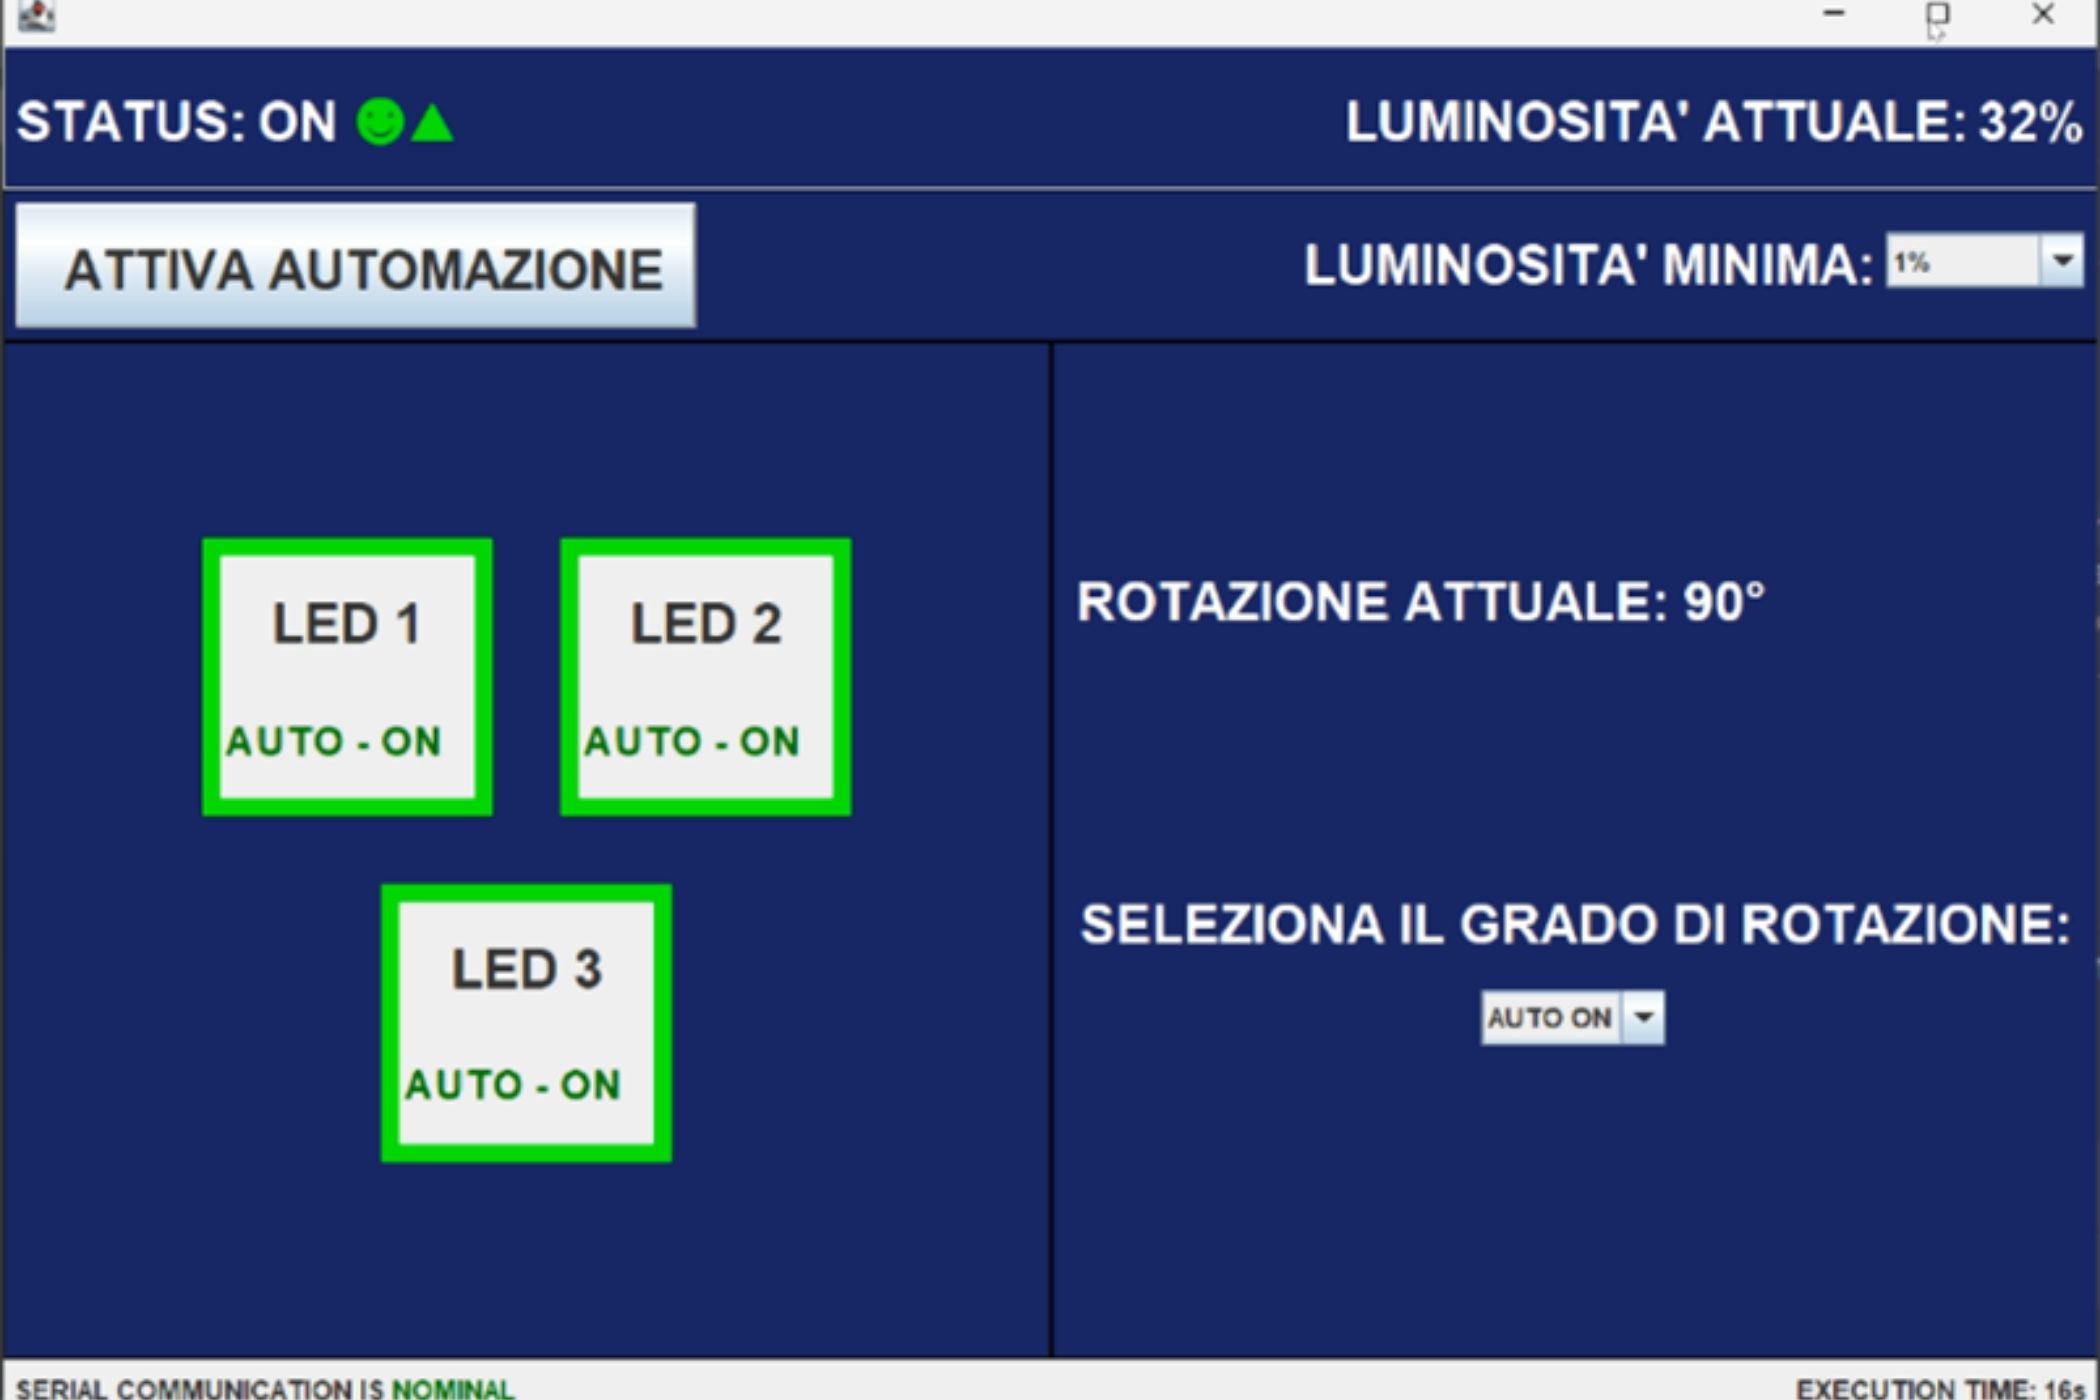 STATUS: ON
LUMINOSITA' ATTUALE: 32%
ATTIVA AUTOMAZIONE
LUMINOSITA' MINIMA: 1%
LED 1
LED 2
AUTO - ON
AUTO - ON
ROTAZIONE ATTUALE: 90°
LED 3
AUTO - ON
SELEZIONA IL GRADO DI ROTAZIONE:
AUTO ON
SERIAL COMMUNICATION IS NOMINAL
EXECUTION TIME: 16s